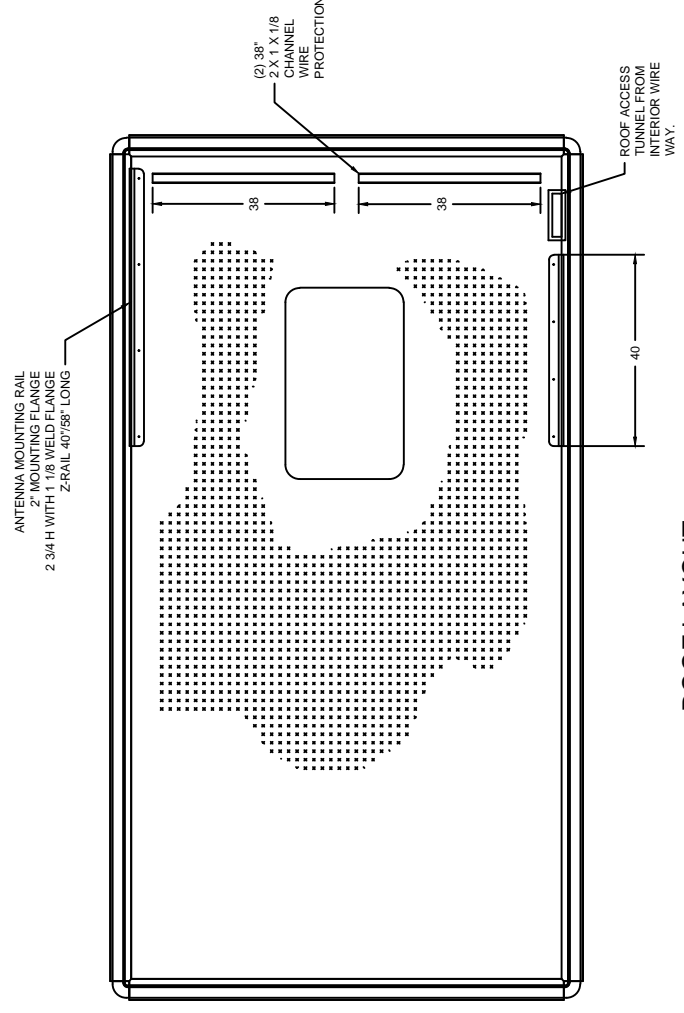 ANTENNA MOUNTING RAIL
2" MOUNTING FLANGE
2 3/4 H WITH 1 1/8 WELD FLANGE
Z-RAIL 40"/58" LONG
(2) 38"
2 X 1 X 1/8
CHANNEL
WIRE
PROTECTION
38
38
40
ROOF ACCESS
TUNNEL FROM
INTERIOR WIRE
WAY.
ROOF LAYOUT